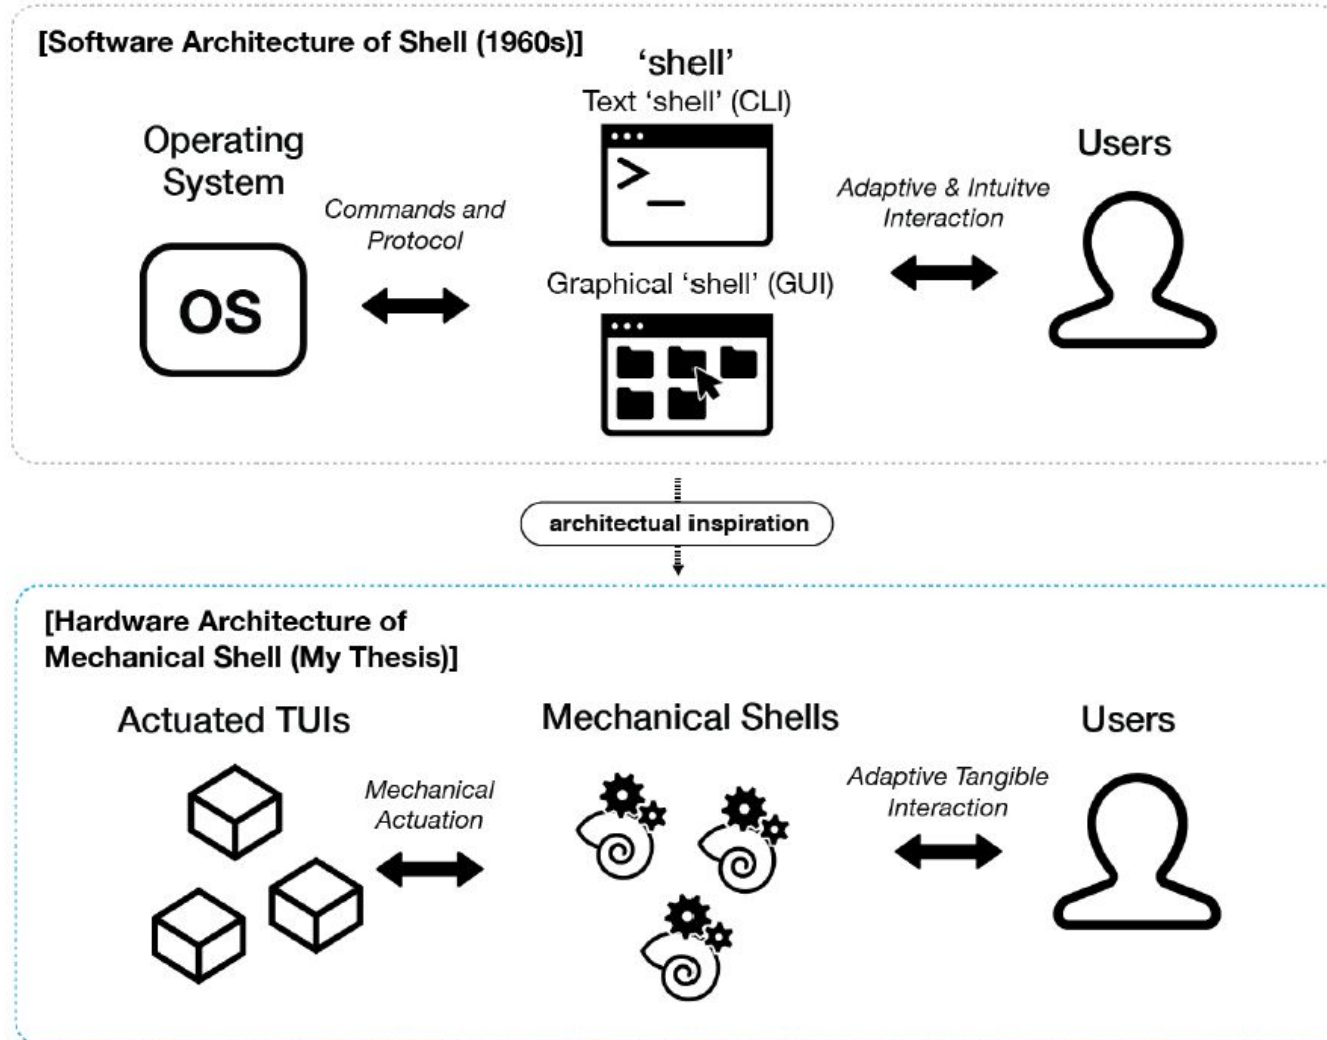 [Software Architecture of Shell (1960s)]
'shell'
Text 'shell' (CLI)
Operating
System
Commands and
Protocol
OS
>_
Graphical 'shell' (GUI)
Adaptive & Intuitve
Interaction
Users
architectual inspiration
[Hardware Architecture of
Mechanical Shell (My Thesis)]
Actuated TUIs
Mechanical
Actuation
Mechanical Shells
Adaptive Tangible
Interaction
Users